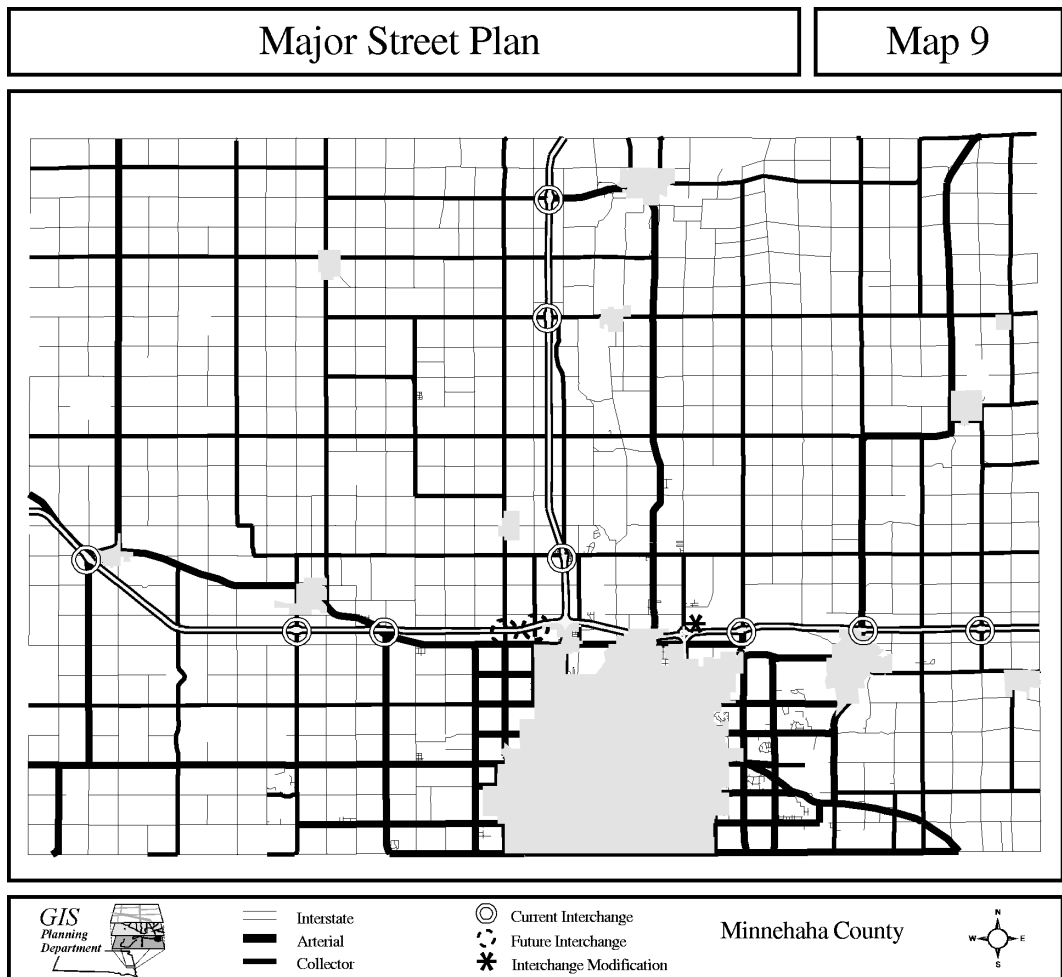 Major Street Plan
Map 9
GIS
Planning
Department
Interstate
Arterial
Collector
Current Interchange
Future Interchange
Interchange Modification
Minnehaha County
N
W E
S